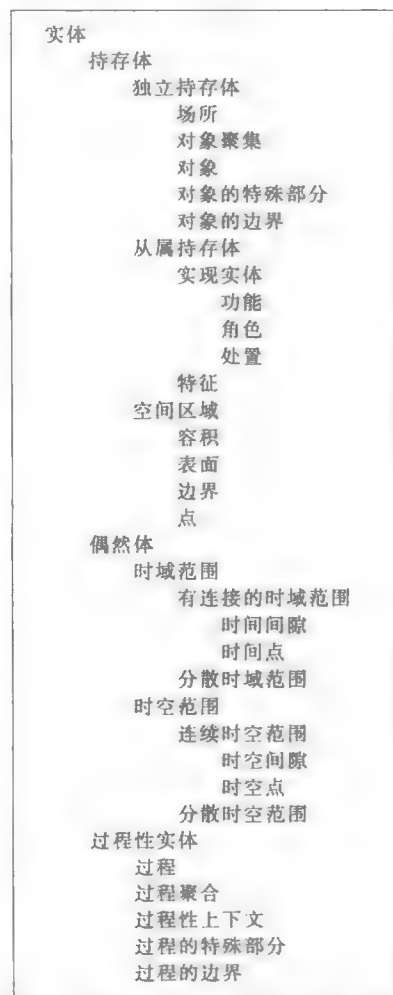 实体
持存体
独立持存体
场所
对象聚集
对象
对象的特殊部分
对象的边界
从属持存体
实现实体
功能
角色
处置
特征
空间区域
容积
表面
边界
点
偶然体
时域范围
有连接的时域范围
时间间隙
时间点
分散时域范围
时空范围
连续时空范围
时空间隙
时空点
分散时空范围
过程性实体
过程
过程聚合
过程性上下文
过程的特殊部分
过程的边界